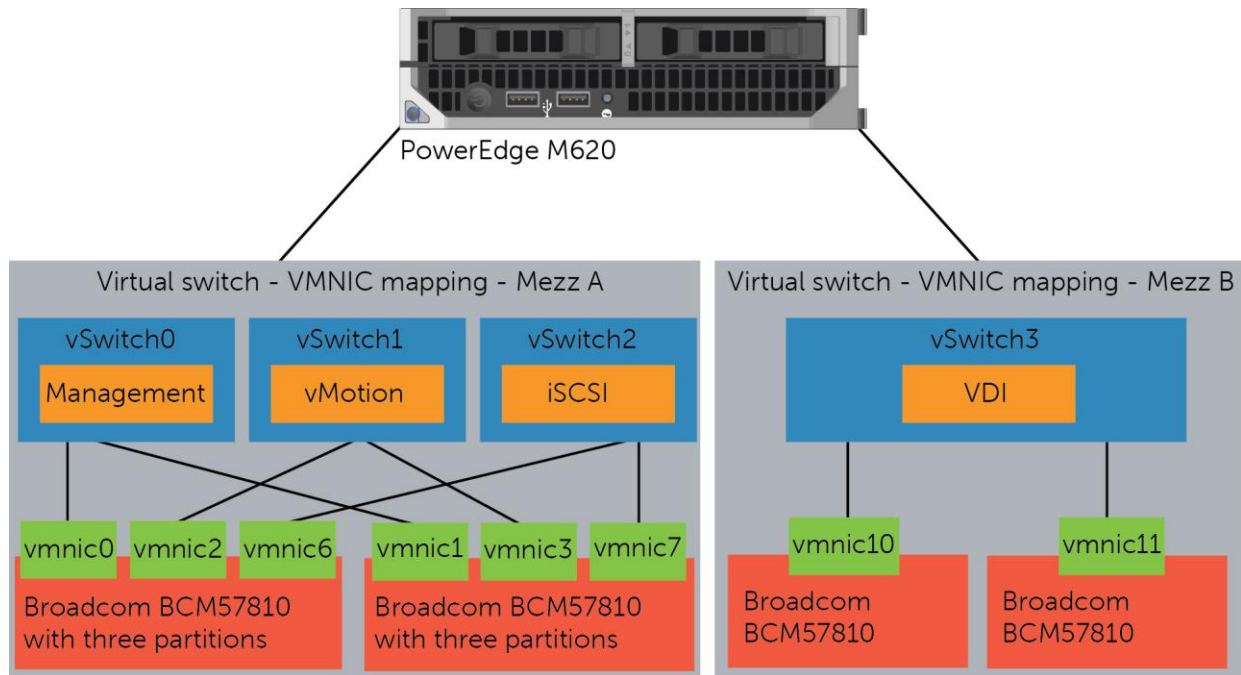 PowerEdge M620
Virtual switch - VMNIC mapping - Mezz A
vSwitch0
vSwitch1
vSwitch2
Management
vMotion
iSCSI
vmnic0
vmnic2
vmnic6
vmnic1
vmnic3
vmnic7
Broadcom BCM57810
with three partitions
Broadcom BCM57810
with three partitions
Virtual switch - VMNIC mapping - Mezz B
vSwitch3
VDI
vmnic10
vmnic11
Broadcom
BCM57810
Broadcom
BCM57810